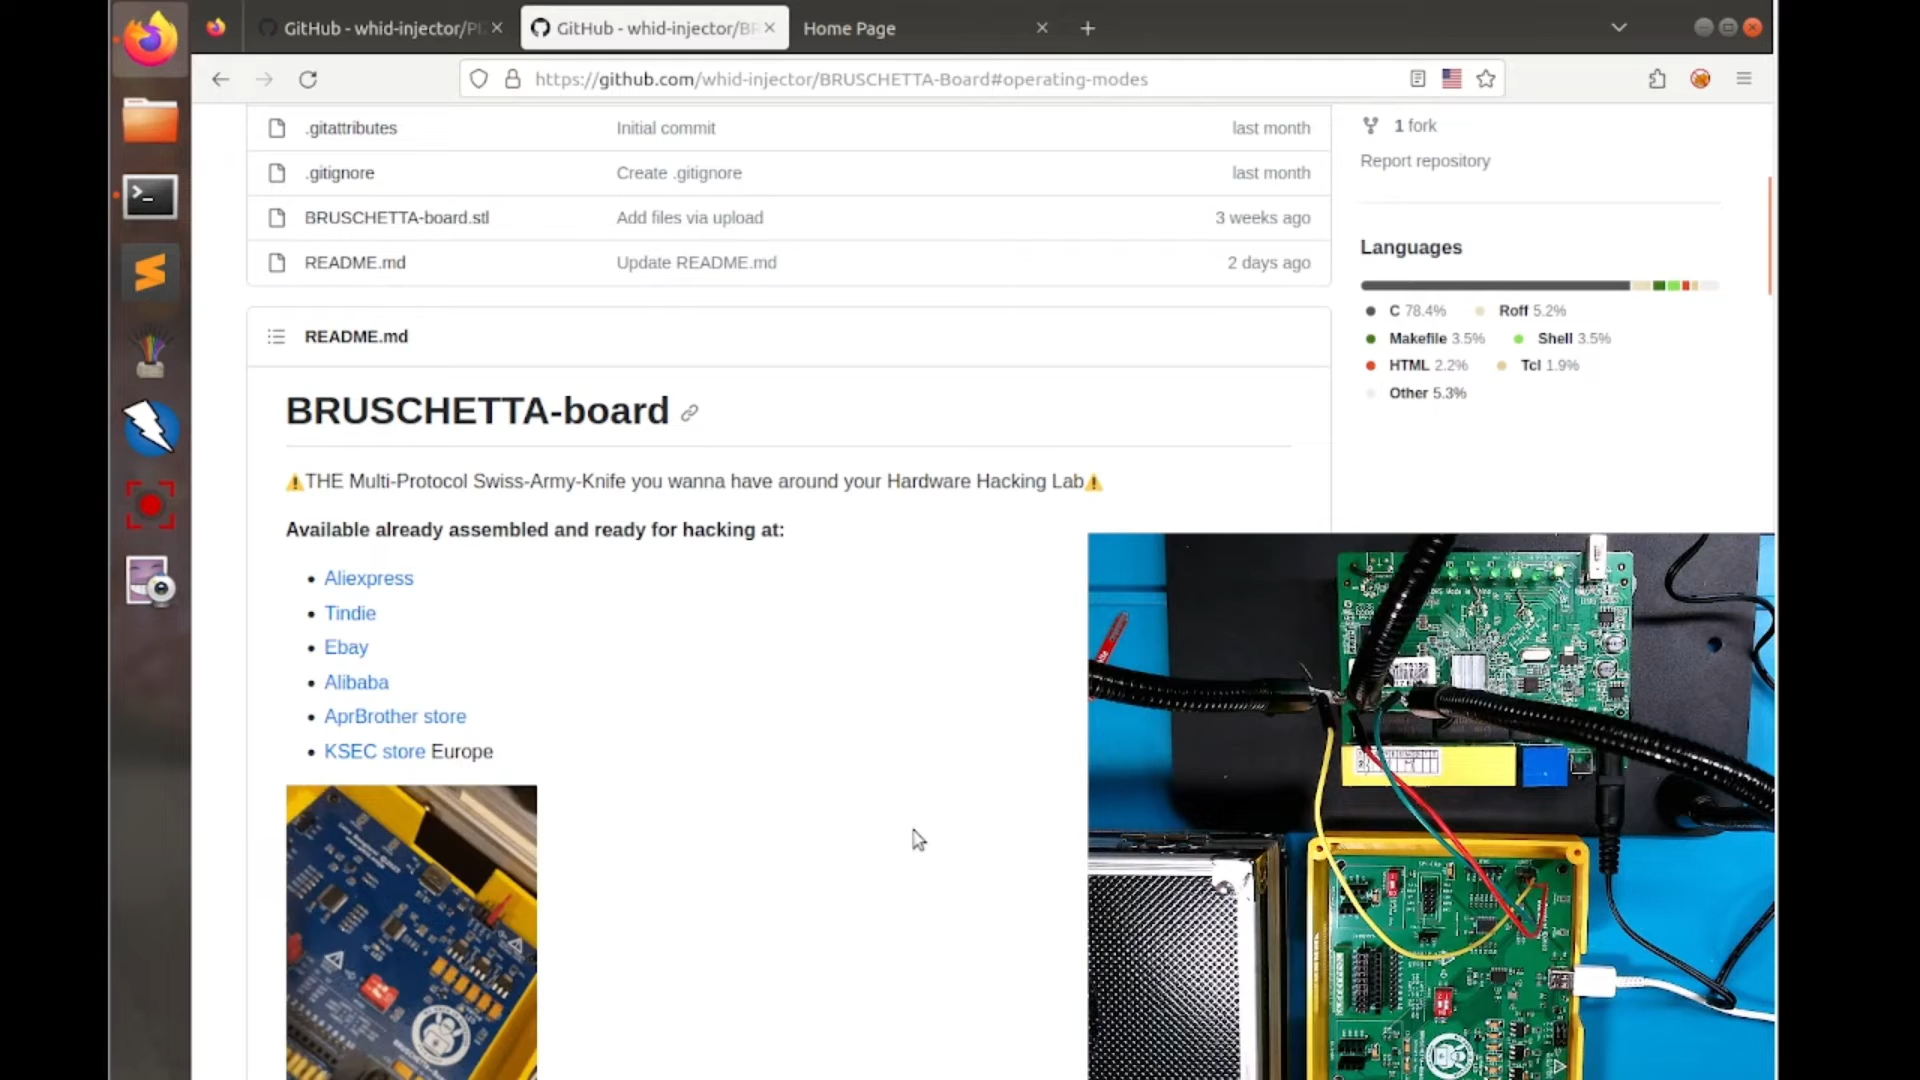 GitHub - whid-injector/Pl
GitHub - whid-injector/BR
Home Page
https://github.com/whid-injector/BRUSCHETTA-Board#operating-modes
.gitattributes Initial commit last month
.gitignore Create .gitignore last month
BRUSCHETTA-board.stl Add files via upload 3 weeks ago
README.md Update README.md 2 days ago
1 fork
Report repository
Languages
C 78.4% Roff 5.2%
Makefile 3.5% Shell 3.5%
HTML 2.2% Tcl 1.9%
Other 5.3%
README.md
BRUSCHETTA-board
⚠️THE Multi-Protocol Swiss-Army-Knife you wanna have around your Hardware Hacking Lab⚠️
Available already assembled and ready for hacking at:
• Aliexpress
• Tindie
• Ebay
• Alibaba
• AprBrother store
• KSEC store Europe